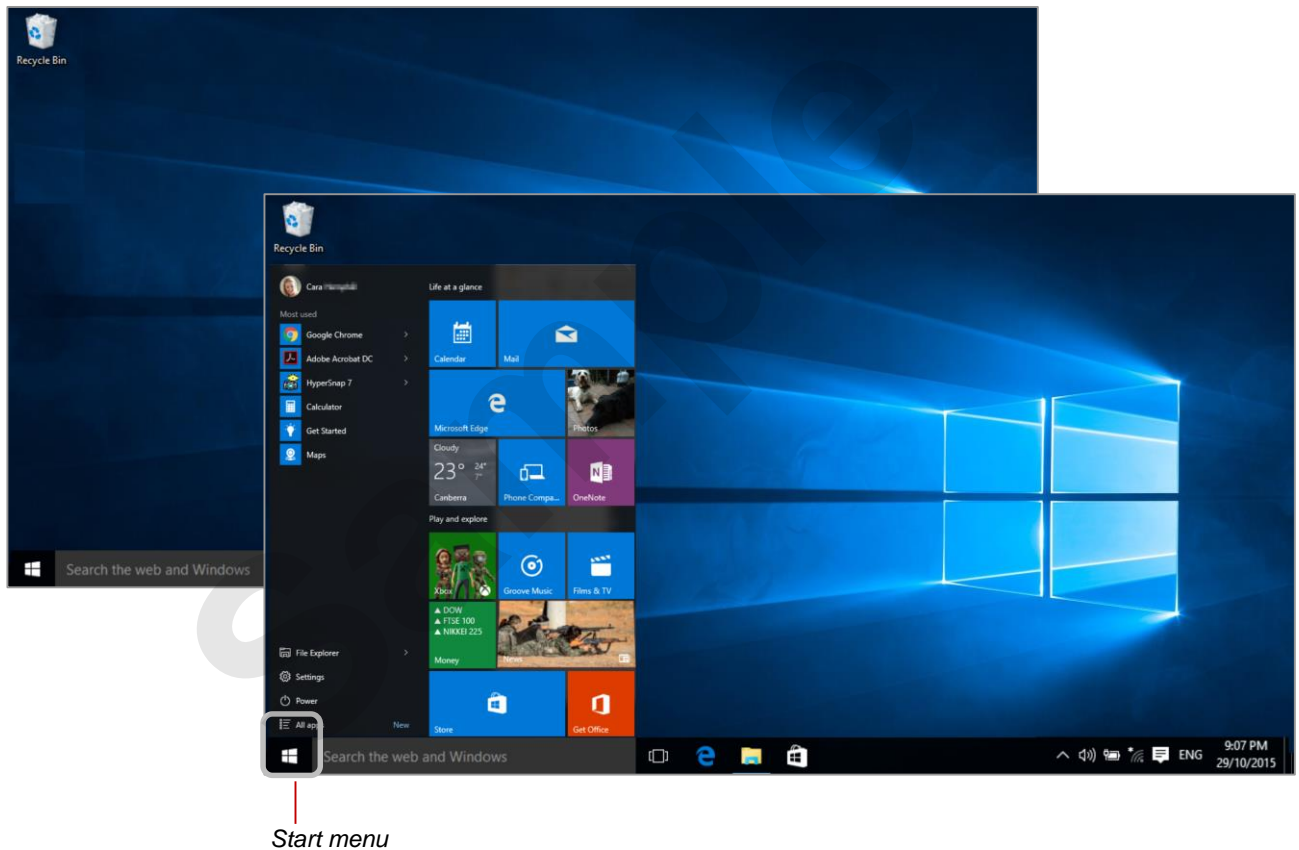 Recycle Bin
Search the web and Windows
Recycle Bin
Cara
Most used
Google Chrome
Adobe Acrobat DC
HyperSnap 7
Calculator
Get Started
Maps
File Explorer
Settings
Power
All apps New
Life at a glance
Calendar
Mail
Microsoft Edge
Photos
Cloudy
23° 24°
7°
Canberra
Phone Compa...
OneNote
Play and explore
Xbox
Groove Music
Films & TV
▲ DOW
▲ FTSE 100
▲ NIKKEI 225
Money
News
Store
Get Office
Search the web and Windows
ENG
9:07 PM
29/10/2015
Start menu
Sample